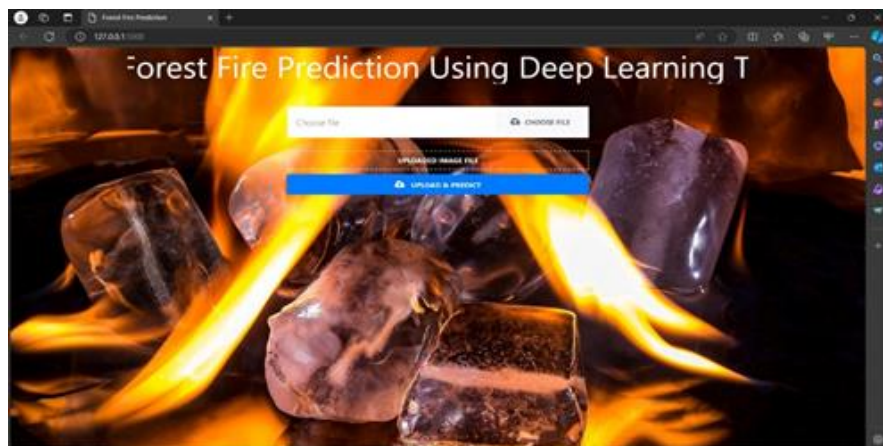 Forest Fire Prediction
127.0.0.1:5000
Forest Fire Prediction Using Deep Learning T
Choose file
CHOOSE FILE
UPLOADED IMAGE FILE
UPLOAD & PREDICT